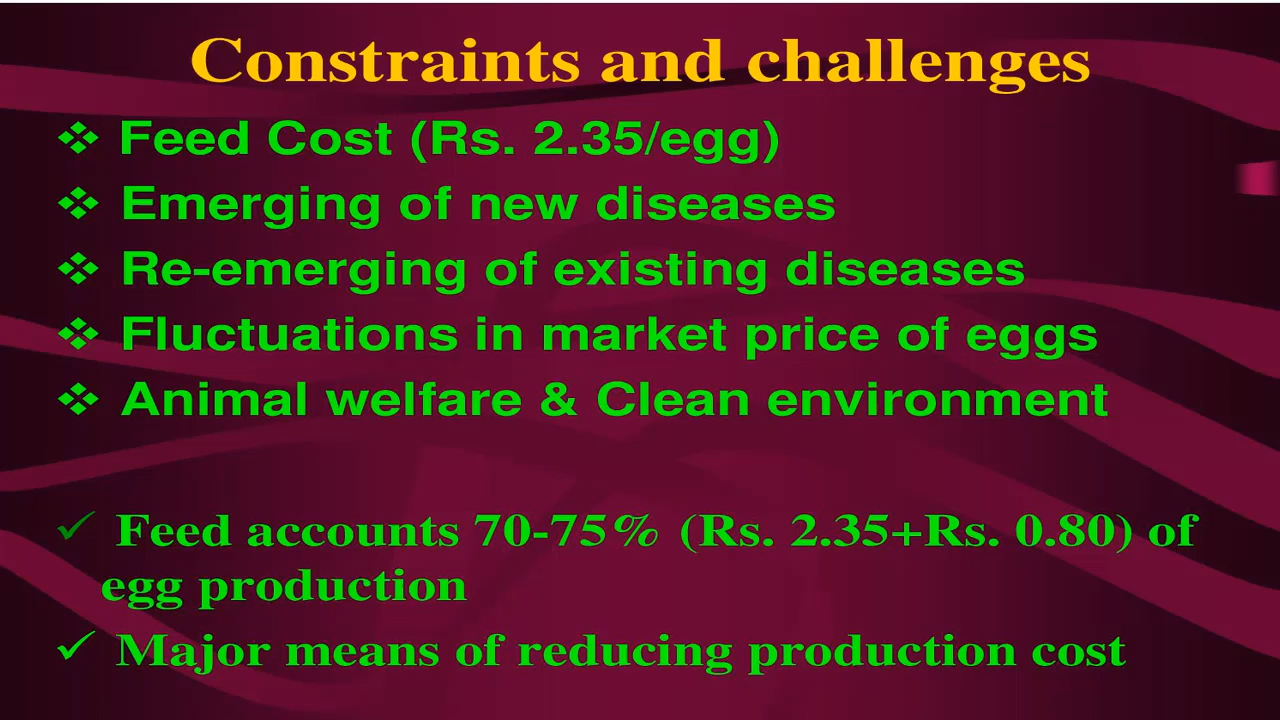 Constraints and challenges
❖ Feed Cost (Rs. 2.35/egg)
❖ Emerging of new diseases
❖ Re-emerging of existing diseases
❖ Fluctuations in market price of eggs
❖ Animal welfare & Clean environment
✓ Feed accounts 70-75% (Rs. 2.35+Rs. 0.80) of
egg production
✓ Major means of reducing production cost